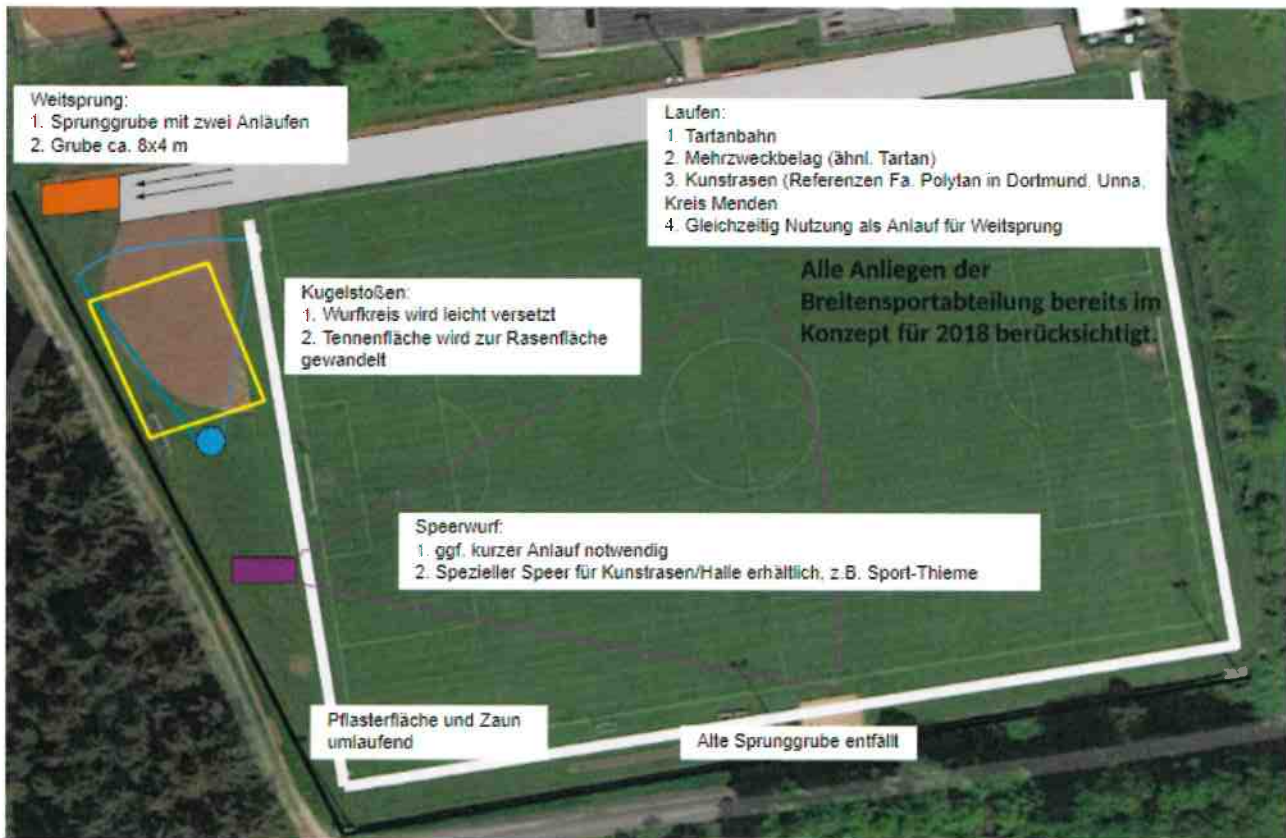 Weitsprung:
1. Sprunggrube mit zwei Anläufen
2. Grube ca. 8x4 m
Laufen:
1. Tartanbahn
2. Mehrzweckbelag (ähnl. Tartan)
3. Kunstrasen (Referenzen Fa. Polytan in Dortmund, Unna,
Kreis Menden
4. Gleichzeitig Nutzung als Anlauf für Weitsprung
Alle Anliegen der
Breitensportabteilung bereits im
Konzept für 2018 berücksichtigt.
Kugelstoßen:
1. Wurfkreis wird leicht versetzt
2. Tennenfläche wird zur Rasenfläche
gewandelt
Speerwurf:
1. ggf. kurzer Anlauf notwendig
2. Spezieller Speer für Kunstrasen/Halle erhältlich, z.B. Sport-Thieme
Pflasterfläche und Zaun
umlaufend
Alte Sprunggrube entfällt